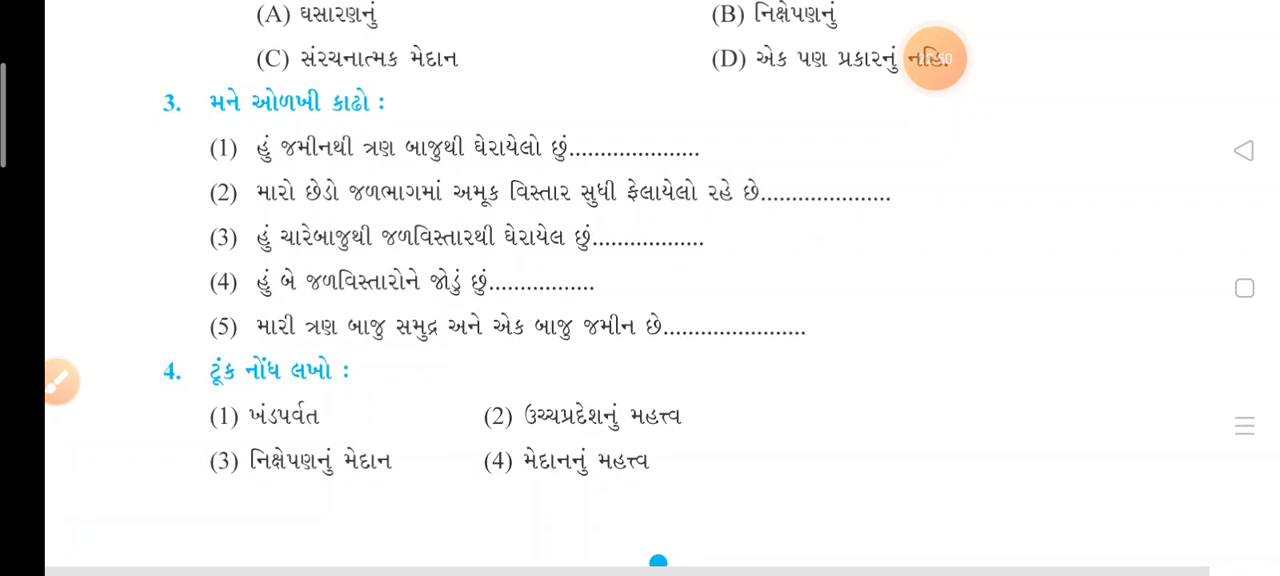 (A) ઘસારણનું (B) નિક્ષેપણનું
(C) સંરચનાત્મક મેદાન (D) એક પણ પ્રકારનું નહિ.
3. મને ઓળખી કાઢો :
(1) હું જમીનથી ત્રણ બાજુથી ઘેરાયેલો છું.....................
(2) મારો છેડો જળભાગમાં અમૂક વિસ્તાર સુધી ફેલાયેલો રહે છે.....................
(3) હું ચારેબાજુથી જળવિસ્તારથી ઘેરાયેલ છું..................
(4) હું બે જળવિસ્તારોને જોડું છું.................
(5) મારી ત્રણ બાજુ સમુદ્ર અને એક બાજુ જમીન છે.......................
4. ટૂંક નોંધ લખો :
(1) ખંડપર્વત (2) ઉચ્ચપ્રદેશનું મહત્ત્વ
(3) નિક્ષેપણનું મેદાન (4) મેદાનનું મહત્ત્વ